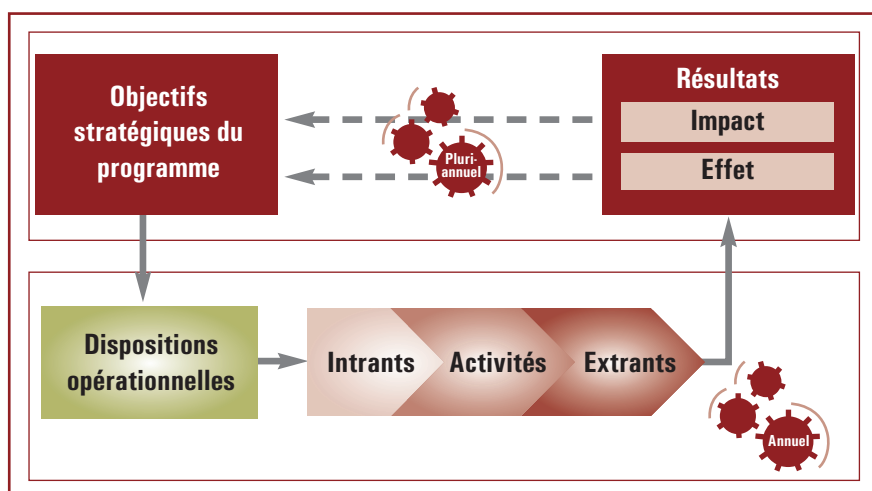 Objectifs
stratégiques du
programme
Pluri-
annuel
Résultats
Impact
Effet
Dispositions
opérationnelles
Intrants
Activités
Extrants
Annuel